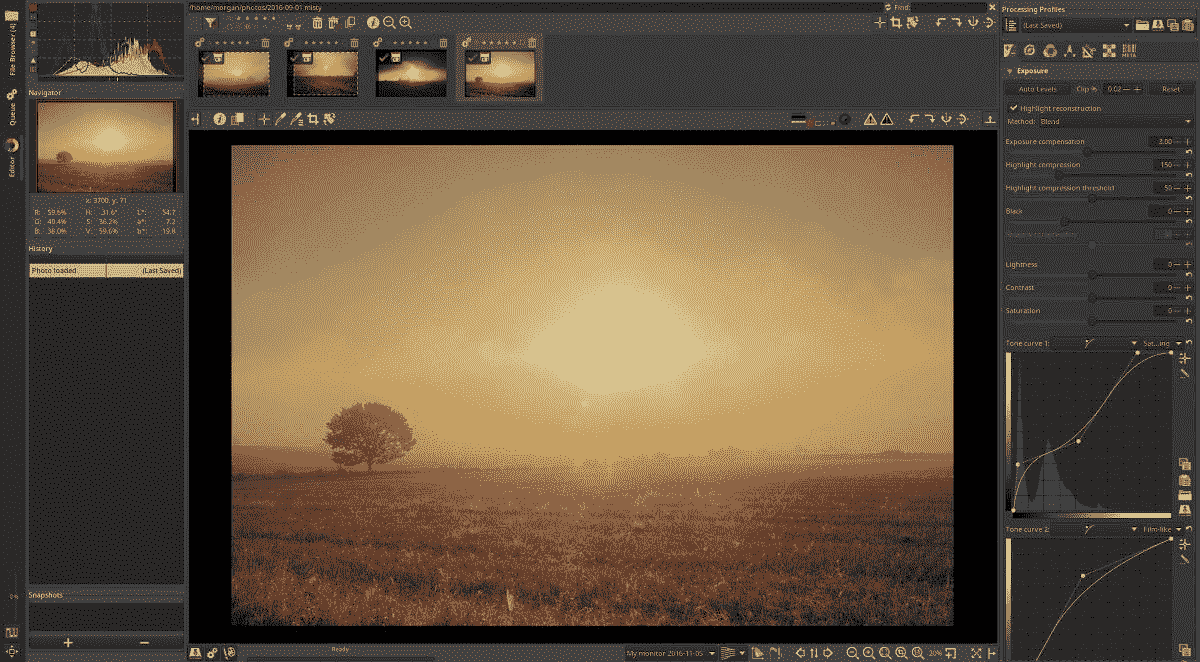 /home/morgan/photos/2016-09-01 misty
Find:
File Browser (4)
Queue
Editor
Navigator
x: 3700, y: 71
R: 59.6% H: 31.6° L*: 54.7
G: 49.4% S: 36.2% a*: 7.2
B: 38.0% V: 59.6% b*: 19.8
History
Photo loaded (Last Saved)
Snapshots
Ready
My monitor 2016-11-05
20%
Processing Profiles
(Last Saved)
META
Exposure
Auto Levels Clip % 0.02 Reset
Highlight reconstruction
Method: Blend
Exposure compensation 3.00
Highlight compression 150
Highlight compression threshold 50
Black 0
Lightness 0
Contrast 0
Saturation 0
Tone curve 1: Sat...ing
Tone curve 2: Film-like